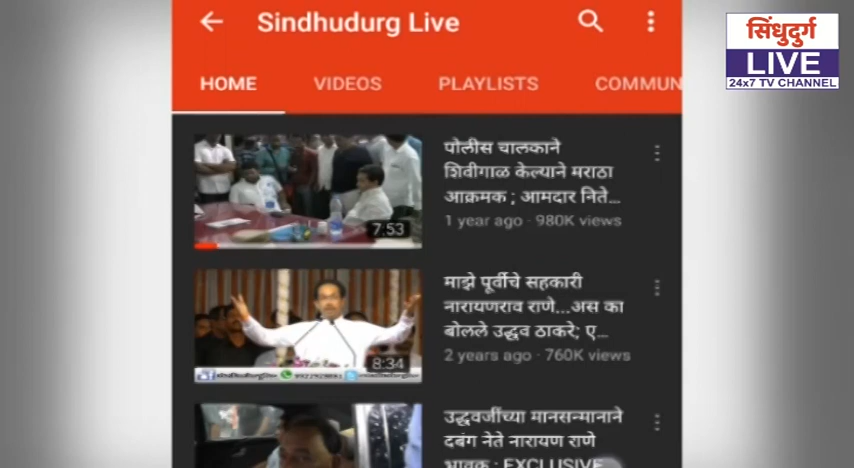 Sindhudurg Live
सिंधुदुर्ग
LIVE
24x7 TV CHANNEL
HOME VIDEOS PLAYLISTS COMMUN
पोलीस चालकाने
शिवीगाळ केल्याने मराठा
आक्रमक ; आमदार निते...
1 year ago · 980K views
7:53
माझे पूर्वीचे सहकारी
नारायणराव राणे...अस का
बोलले उद्धव ठाकरे; ए...
2 years ago · 760K views
8:34
उद्धवजींच्या मानसन्मानाने
दबंग नेते नारायण राणे
भावुक ; EXCLUSIVE